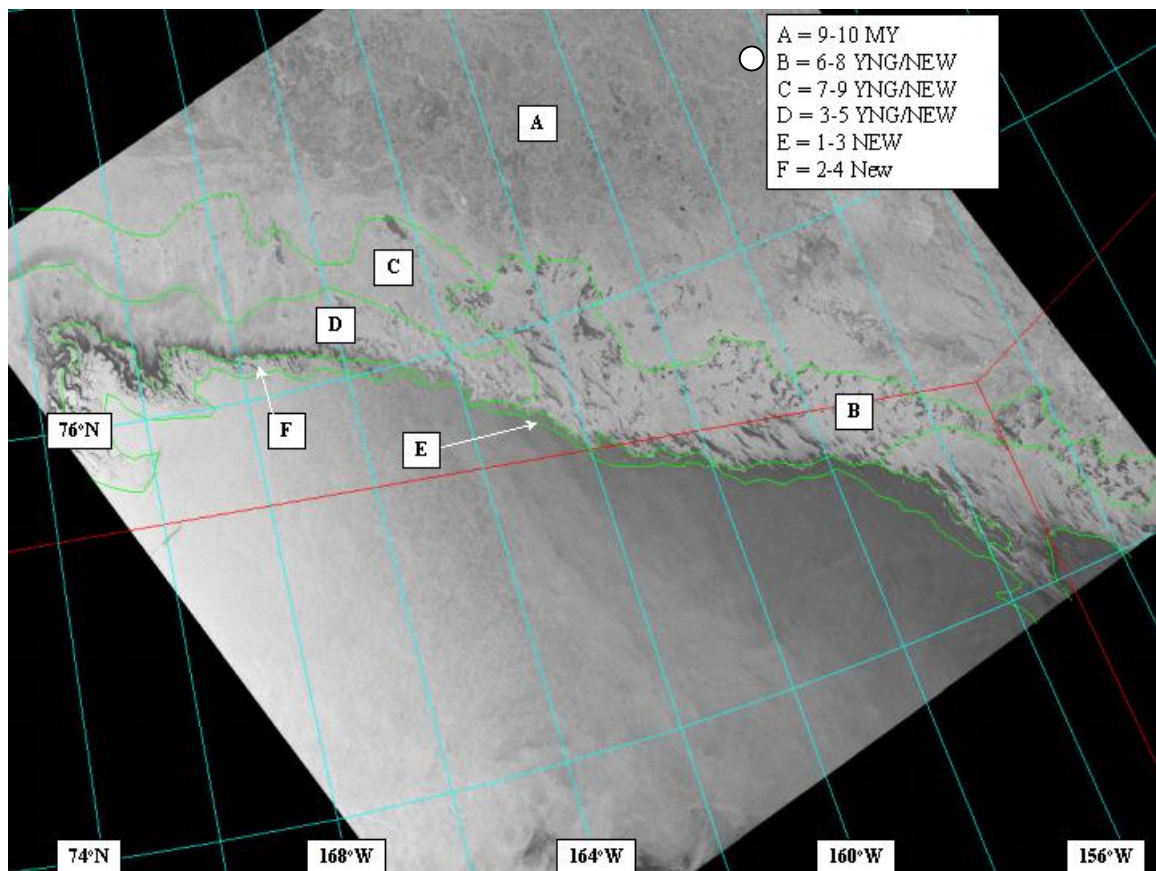 A = 9-10 MY
B = 6-8 YNG/NEW
C = 7-9 YNG/NEW
D = 3-5 YNG/NEW
E = 1-3 NEW
F = 2-4 New
A
C
D
B
76°N
F
E
74°N
168°W
164°W
160°W
156°W